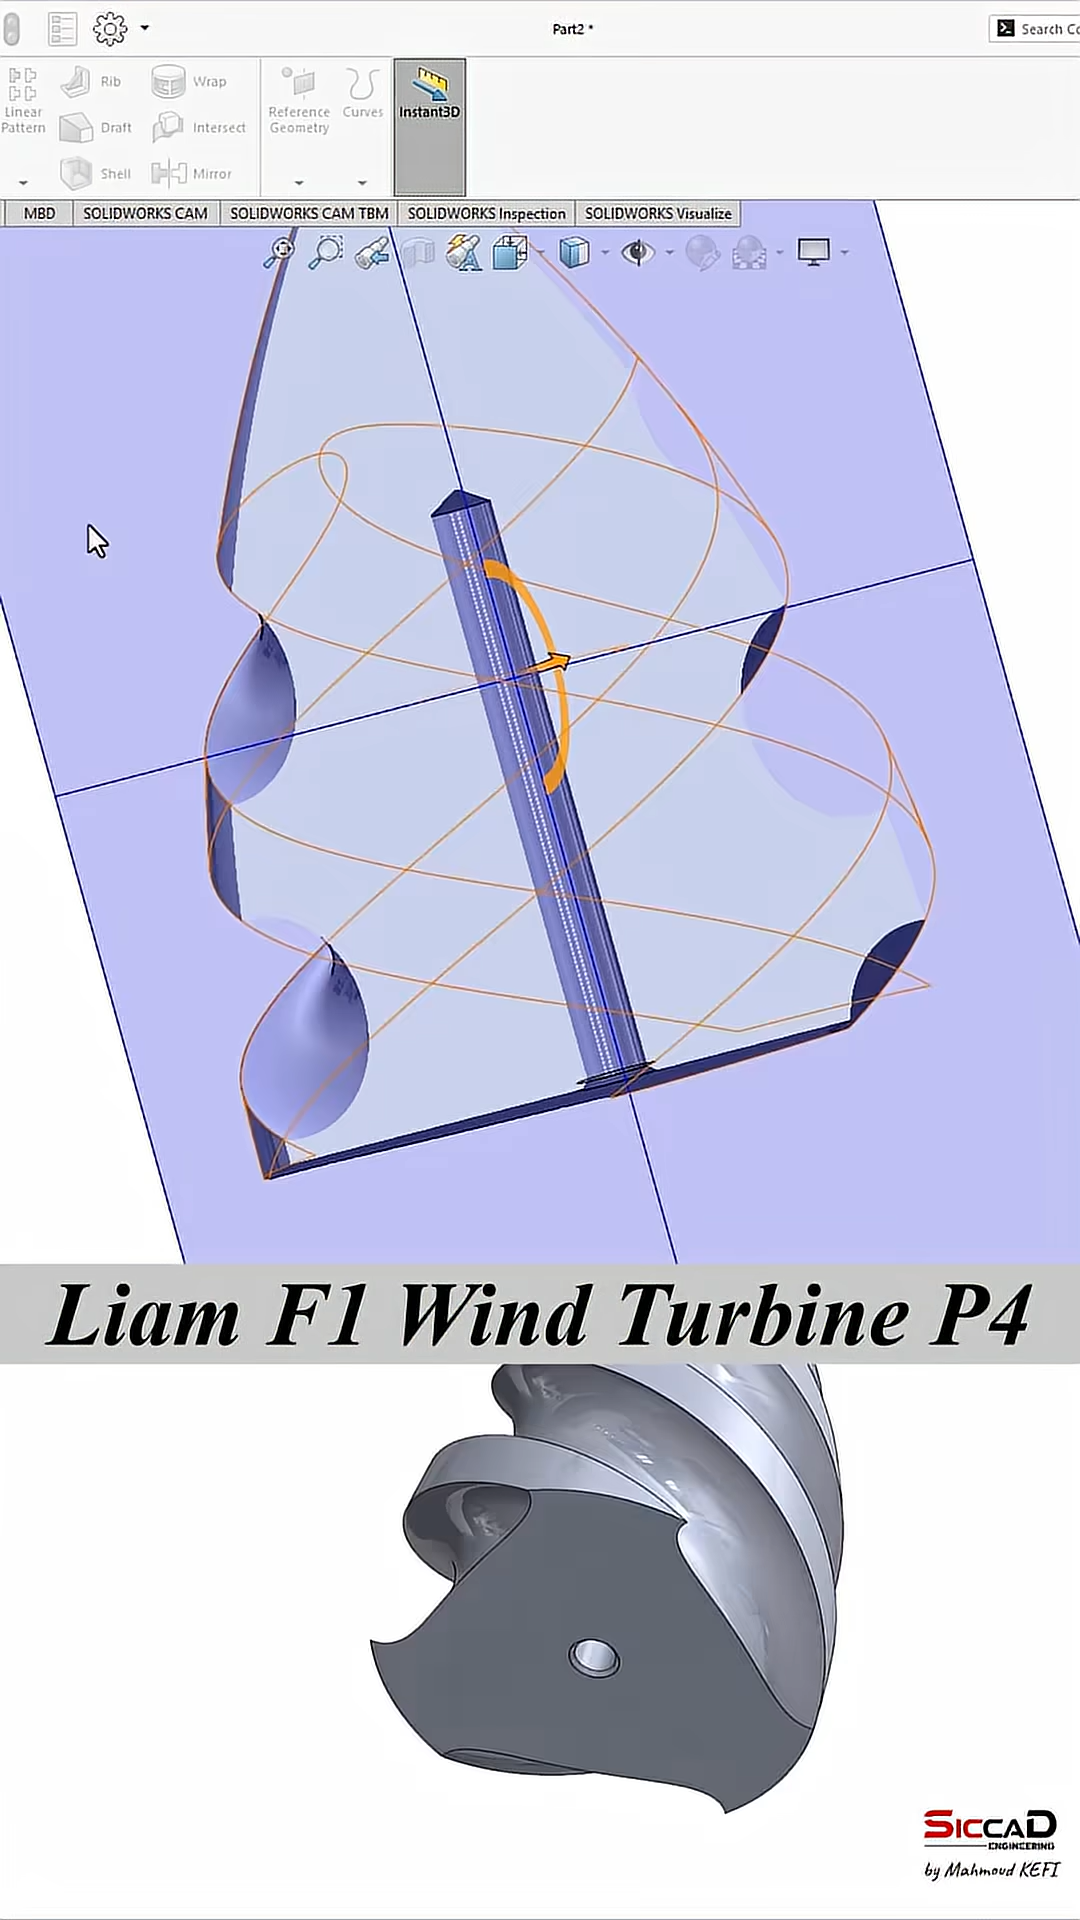 Part2 *
Search Co
Linear
Pattern
Rib
Wrap
Draft
Intersect
Shell
Mirror
Reference
Geometry
Curves
Instant3D
MBD
SOLIDWORKS CAM
SOLIDWORKS CAM TBM
SOLIDWORKS Inspection
SOLIDWORKS Visualize
Liam F1 Wind Turbine P4
SICCAD
ENGINEERING
by Mahmoud KEFI